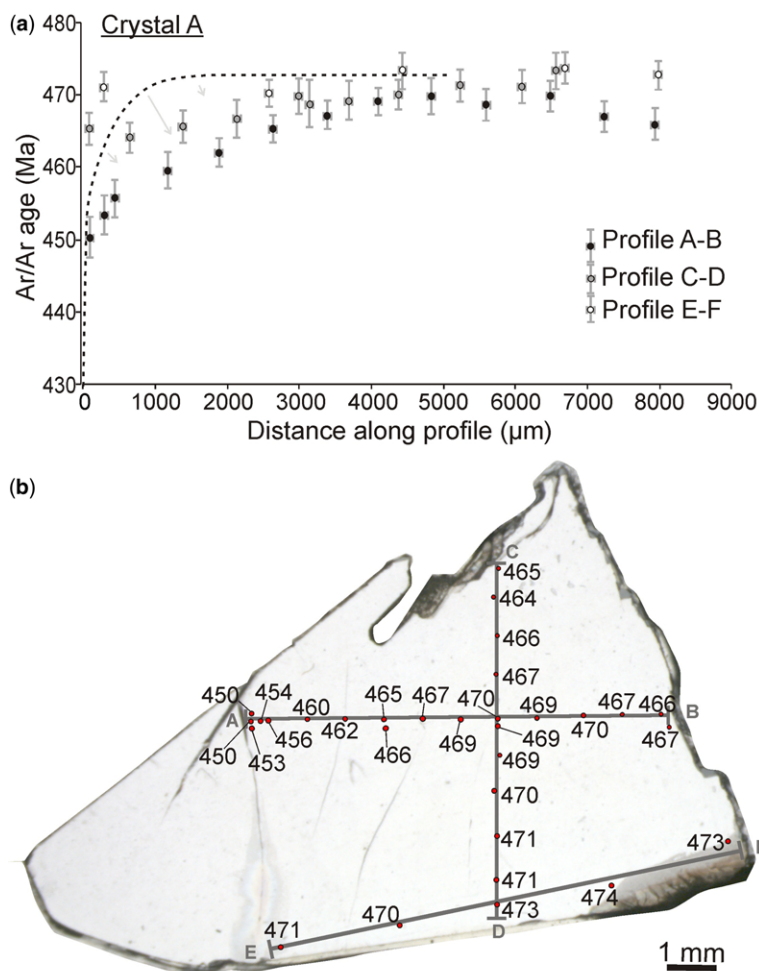 (a)
Crystal A
480
470
460
450
440
430
Ar/Ar age (Ma)
0 1000 2000 3000 4000 5000 6000 7000 8000 9000
Distance along profile (µm)
Profile A-B
Profile C-D
Profile E-F
(b)
C
465
464
466
467
450 454 460 465 467 470 469 470 467 466 B
A
450 453 456 462 466 469 469 467
469
470
471
471
473
D
E 471 470 474 473
1 mm